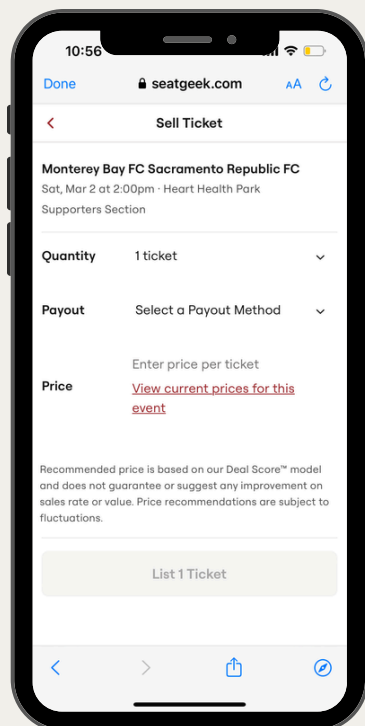 10:56
Done
seatgeek.com
AA
Sell Ticket
Monterey Bay FC Sacramento Republic FC
Sat, Mar 2 at 2:00pm · Heart Health Park
Supporters Section
Quantity 1 ticket
Payout Select a Payout Method
Enter price per ticket
Price View current prices for this
event
Recommended price is based on our Deal Score™ model
and does not guarantee or suggest any improvement on
sales rate or value. Price recommendations are subject to
fluctuations.
List 1 Ticket